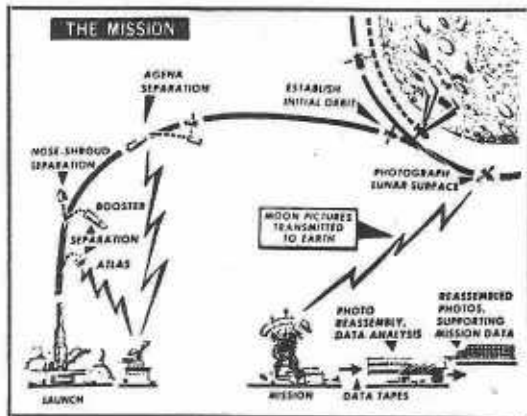 THE MISSION
AGENA
SEPARATION
ESTABLISH
INITIAL ORBIT
NOSE-SHROUD
SEPARATION
PHOTOGRAPH
LUNAR SURFACE
BOOSTER
SEPARATION
ATLAS
MOON PICTURES
TRANSMITTED
TO EARTH
PHOTO
REASSEMBLY,
DATA ANALYSIS
REASSEMBLED
PHOTOS,
SUPPORTING
MISSION DATA
LAUNCH
MISSION
DATA TAPES